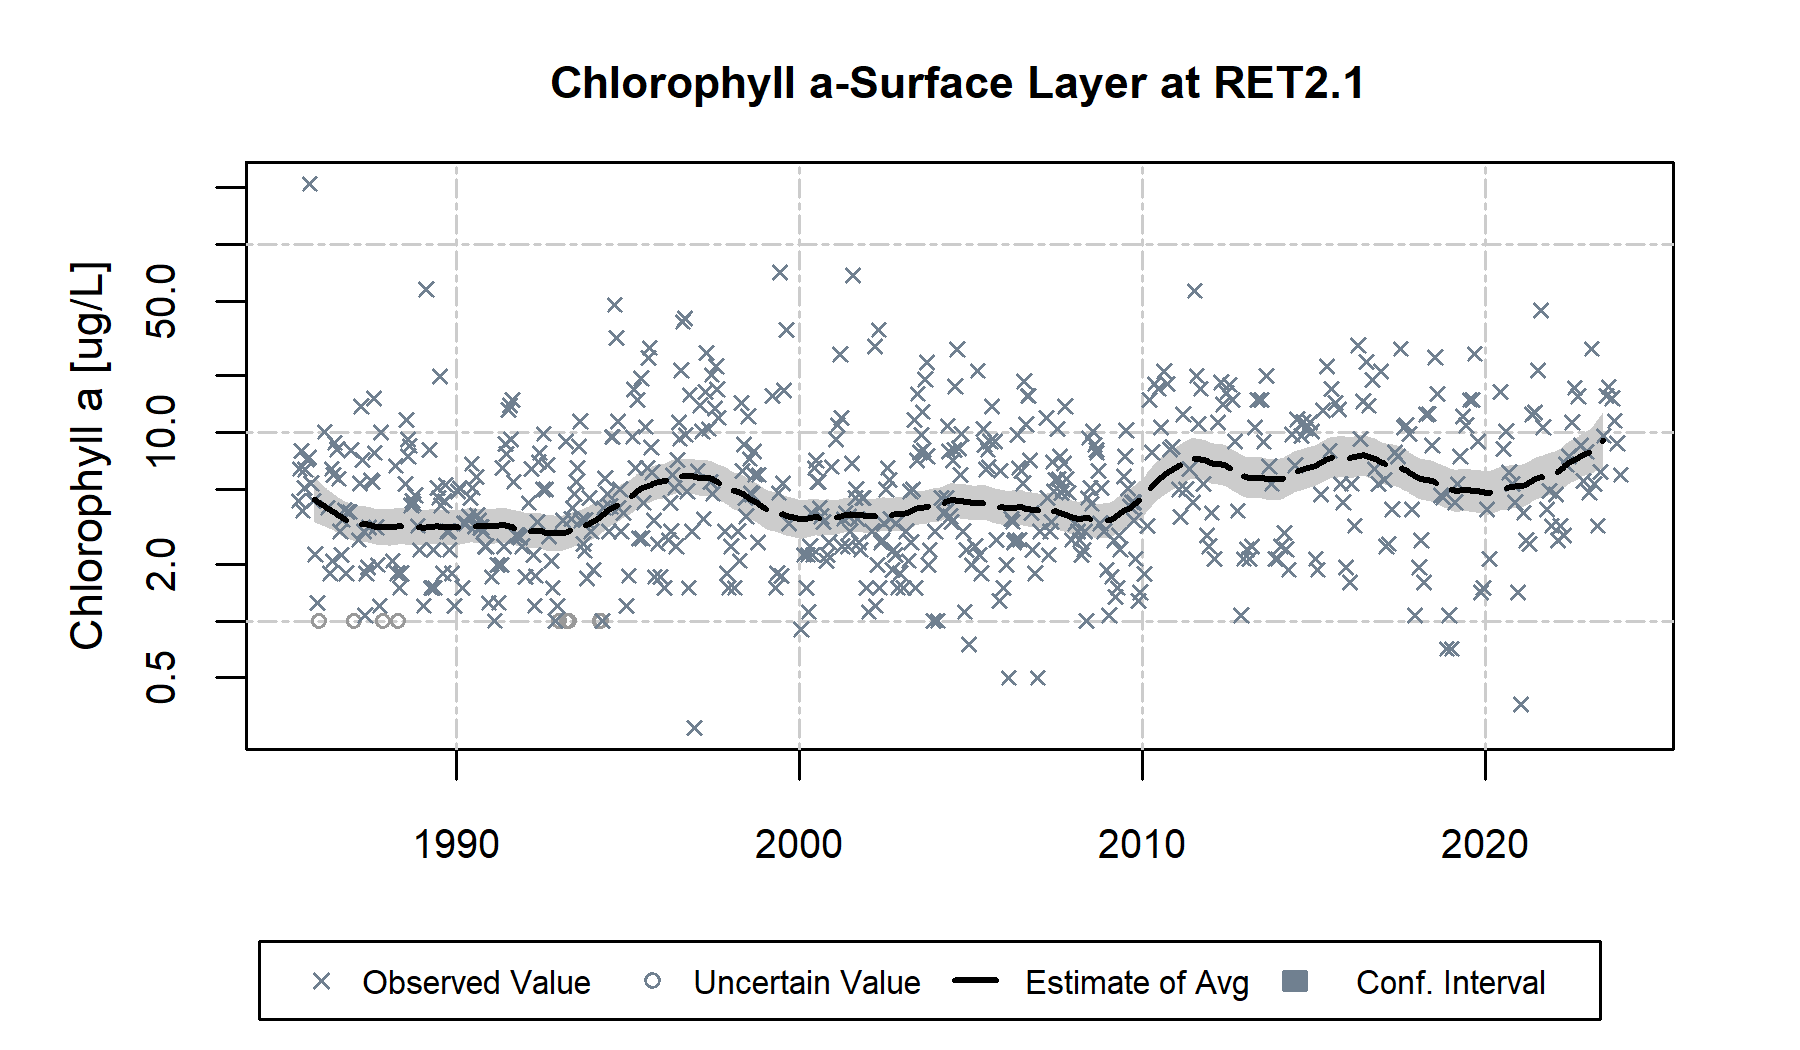 Chlorophyll a-Surface Layer at RET2.1
Chlorophyll a [ug/L]
50.0
10.0
2.0
0.5
1990 2000 2010 2020
Observed Value Uncertain Value Estimate of Avg Conf. Interval